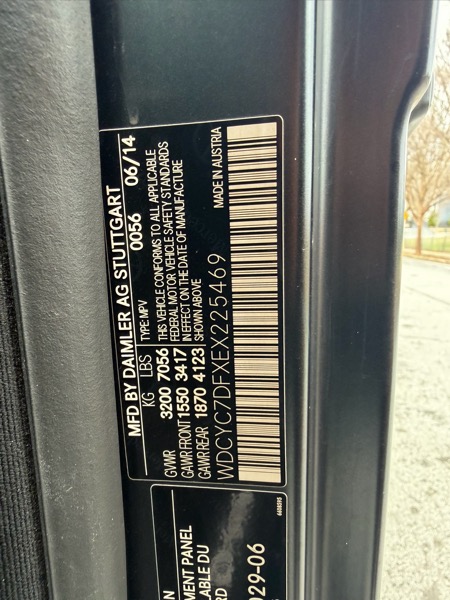 MFD BY DAIMLER AG STUTTGART
0056 06/14
KG LBS TYPE: MPV
GVWR 3200 7056 THIS VEHICLE CONFORMS TO ALL APPLICABLE
FEDERAL MOTOR VEHICLE SAFETY STANDARDS
GAWR FRONT 1550 3417 IN EFFECT ON THE DATE OF MANUFACTURE
GAWR REAR 1870 4123 SHOWN ABOVE
MADE IN AUSTRIA
WDCYC7DFXEX225469
MENT PANEL
LABLE DU
029-06